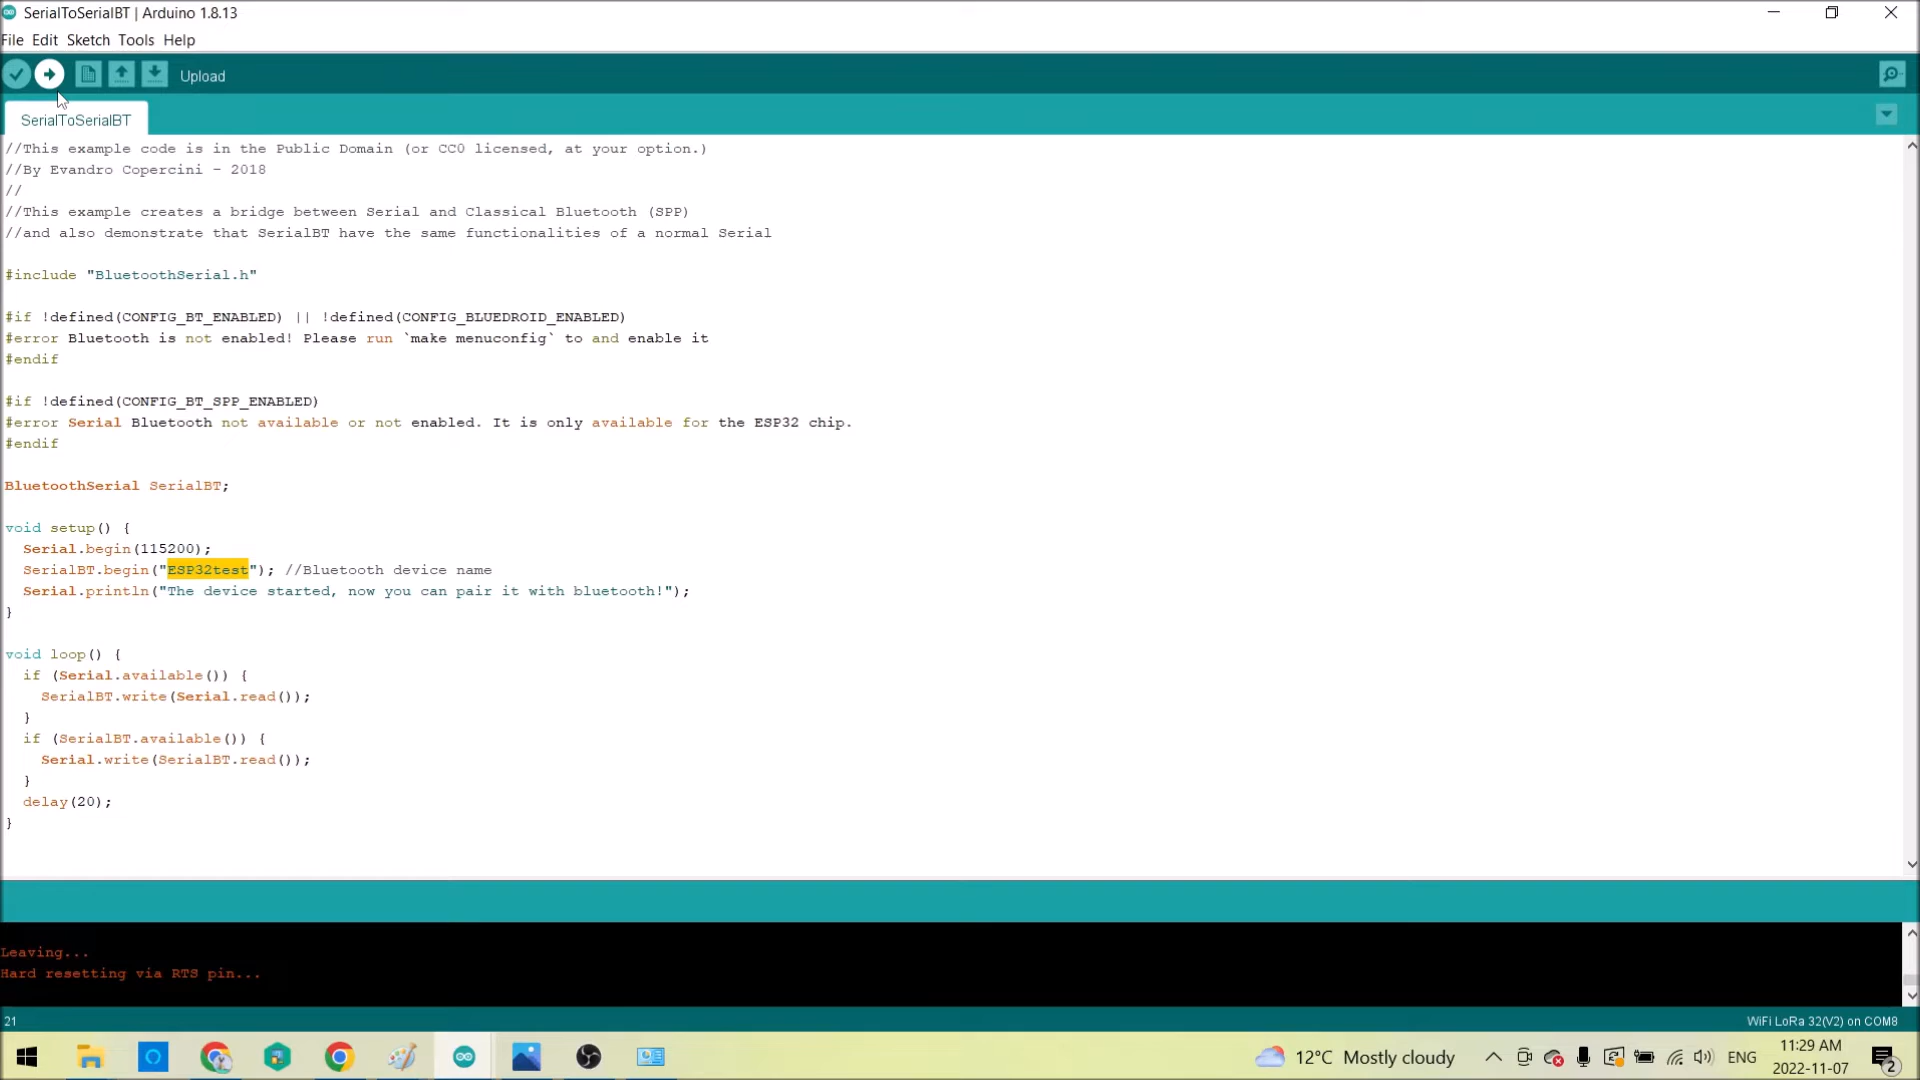 SerialToSerialBT | Arduino 1.8.13
File Edit Sketch Tools Help
Upload
SerialToSerialBT
//This example code is in the Public Domain (or CC0 licensed, at your option.)
//By Evandro Copercini - 2018
//
//This example creates a bridge between Serial and Classical Bluetooth (SPP)
//and also demonstrate that SerialBT have the same functionalities of a normal Serial
#include "BluetoothSerial.h"
#if !defined(CONFIG_BT_ENABLED) || !defined(CONFIG_BLUEDROID_ENABLED)
#error Bluetooth is not enabled! Please run `make menuconfig` to and enable it
#endif
#if !defined(CONFIG_BT_SPP_ENABLED)
#error Serial Bluetooth not available or not enabled. It is only available for the ESP32 chip.
#endif
BluetoothSerial SerialBT;
void setup() {
Serial.begin(115200);
SerialBT.begin("ESP32test"); //Bluetooth device name
Serial.println("The device started, now you can pair it with bluetooth!");
}
void loop() {
if (Serial.available()) {
SerialBT.write(Serial.read());
}
if (SerialBT.available()) {
Serial.write(SerialBT.read());
}
delay(20);
}
Leaving...
Hard resetting via RTS pin...
21
WiFi LoRa 32(V2) on COM8
12°C Mostly cloudy
ENG
11:29 AM
2022-11-07
2